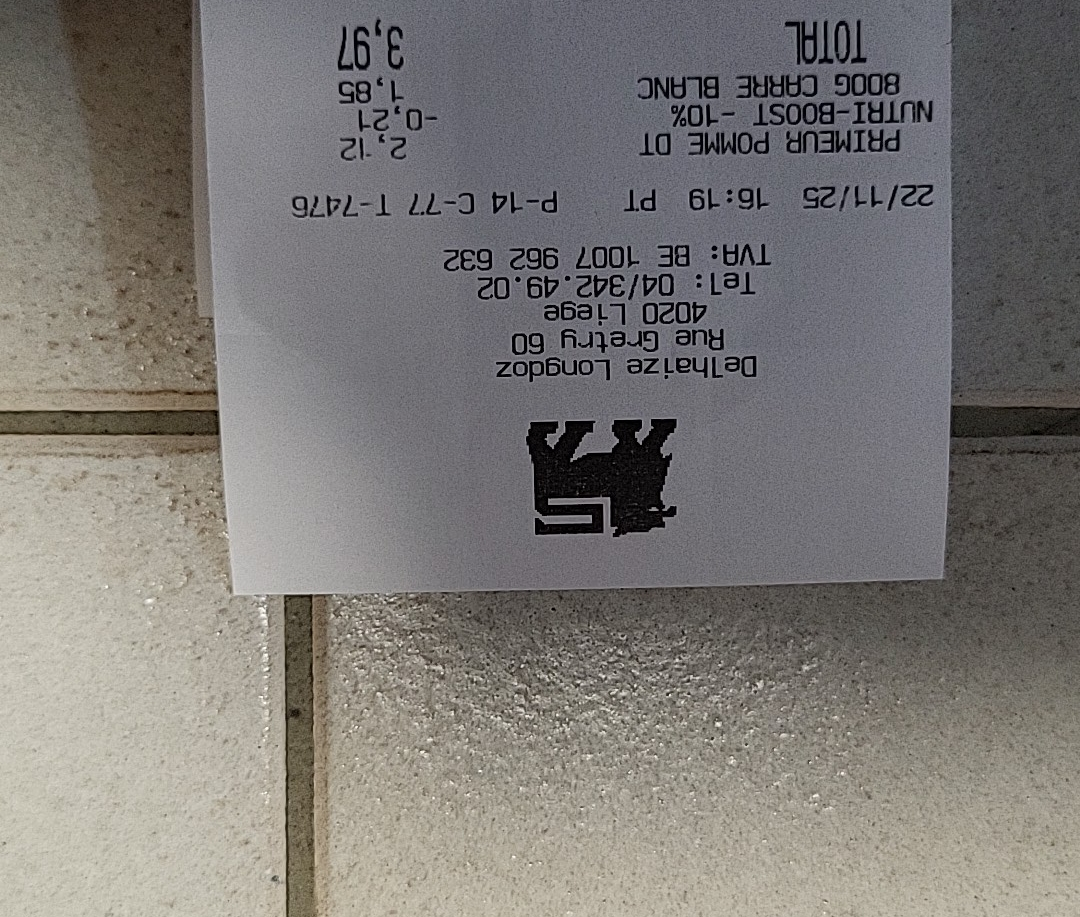 Delhaize Longdoz
Rue Gretry 60
4020 Liege
Tel: 04/342.49.02
TVA: BE 1007 962 632
22/11/25 16:19 PT P-14 C-77 T-7476
PRIMEUR POMME DT 2,12
NUTRI-BOOST -10% -0,21
800G CARRE BLANC 1,85
TOTAL 3,97